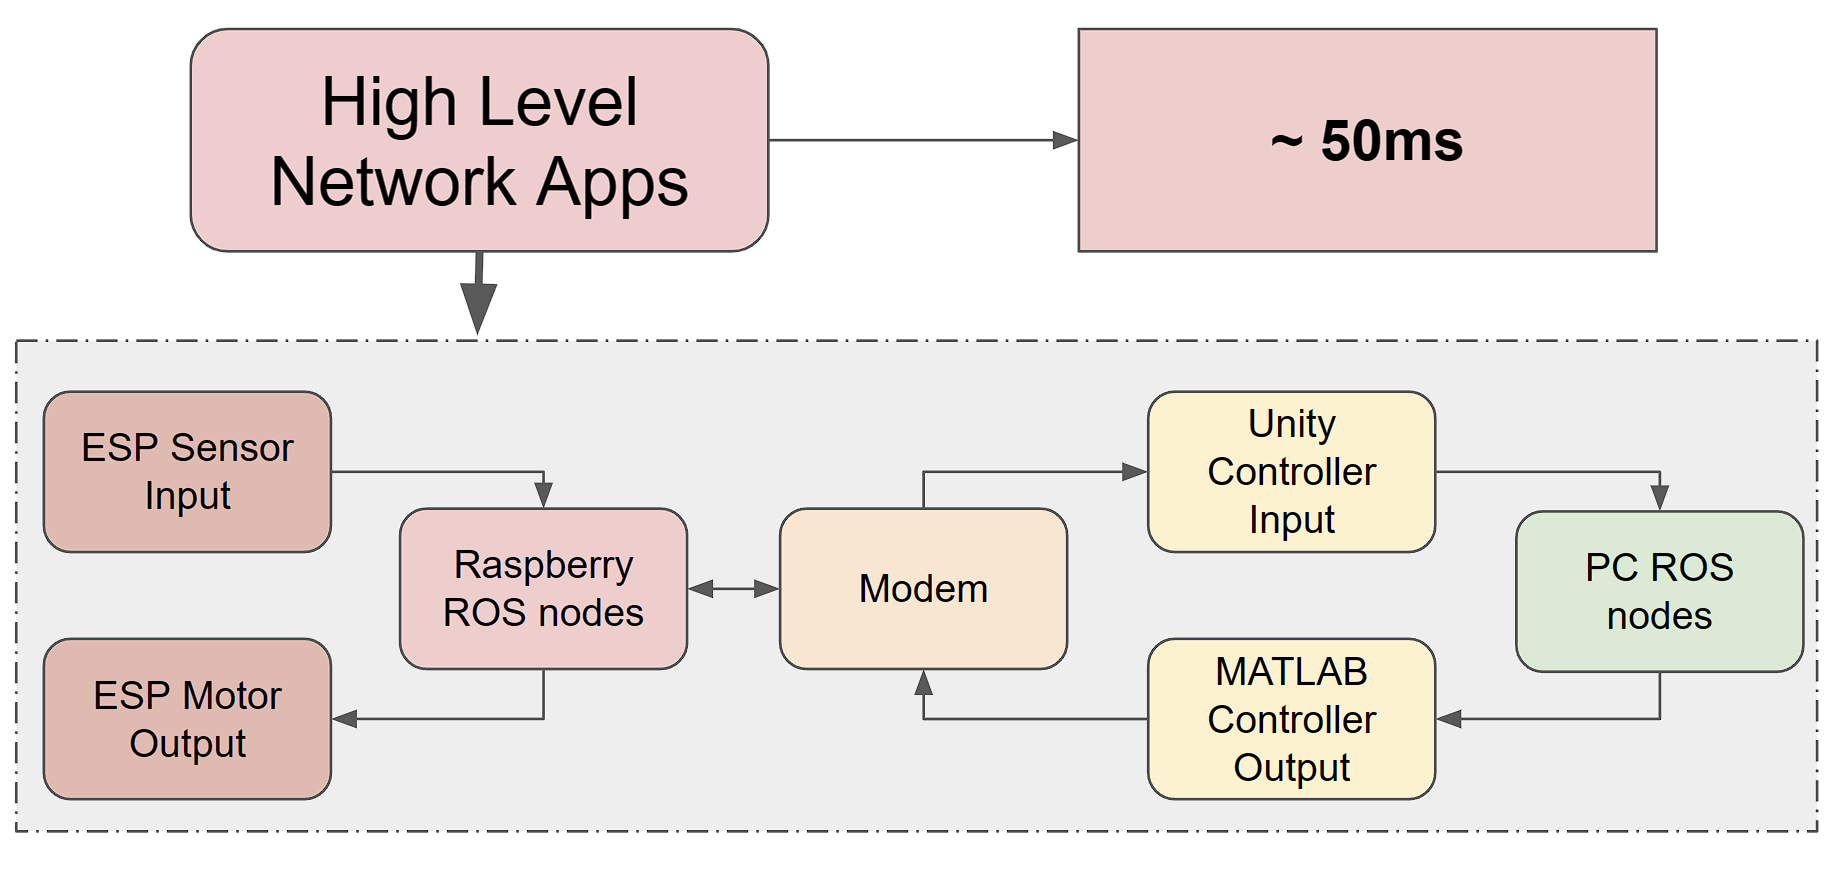 High Level
Network Apps
~ 50ms
ESP Sensor
Input
Raspberry
ROS nodes
ESP Motor
Output
Modem
Unity
Controller
Input
MATLAB
Controller
Output
PC ROS
nodes